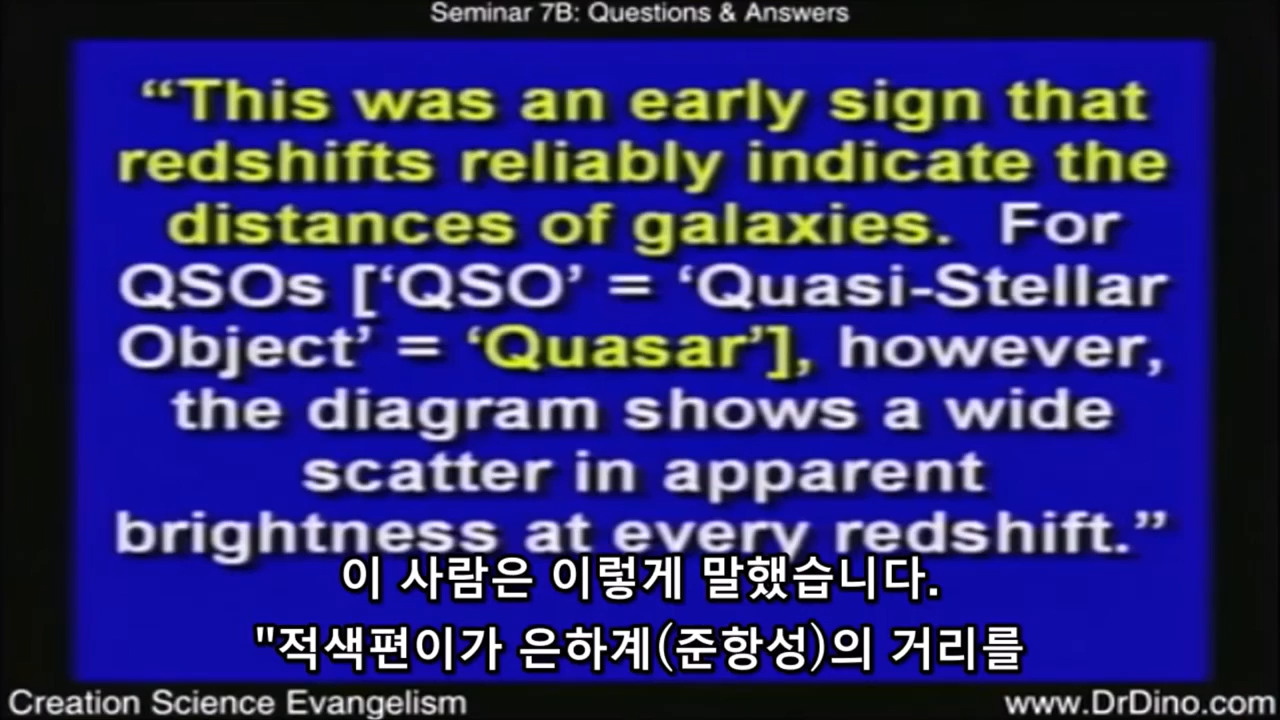 Seminar 7B: Questions & Answers
“This was an early sign that
redshifts reliably indicate the
distances of galaxies. For
QSOs [‘QSO’ = ‘Quasi-Stellar
Object’ = ‘Quasar’], however,
the diagram shows a wide
scatter in apparent
brightness at every redshift.”
이 사람은 이렇게 말했습니다.
"적색편이가 은하계(준항성)의 거리를
Creation Science Evangelism
www.DrDino.com